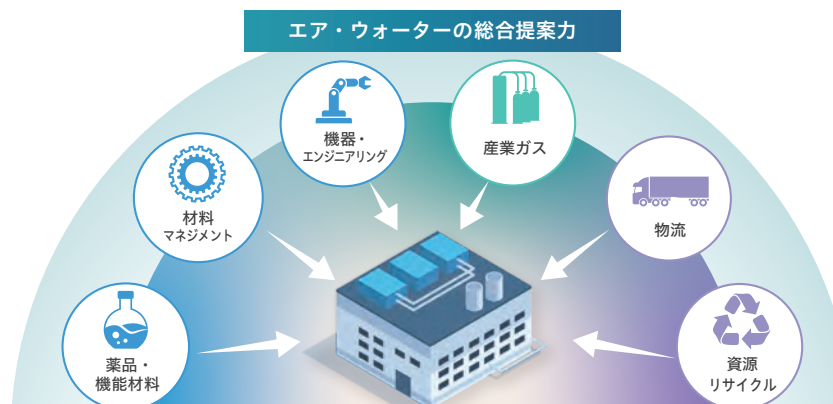 エア・ウォーターの総合提案力
機器・
エンジニアリング
産業ガス
材料
マネジメント
物流
薬品・
機能材料
資源
リサイクル